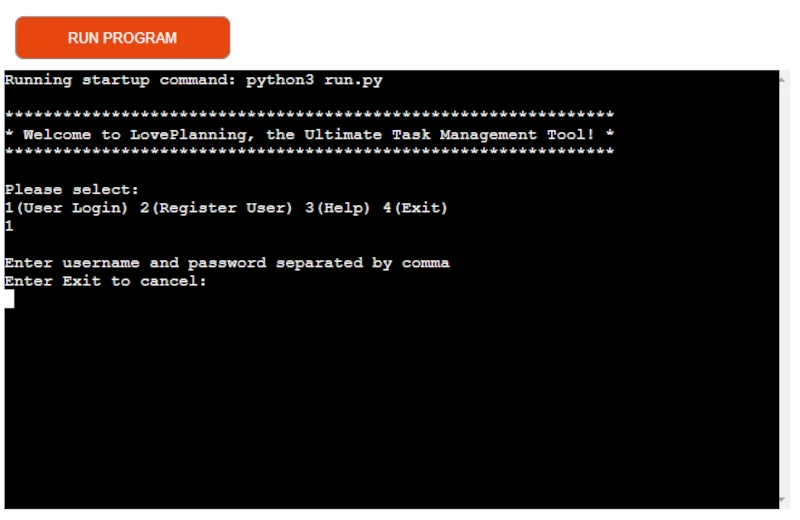 RUN PROGRAM
Running startup command: python3 run.py
***************************************************************
* Welcome to LovePlanning, the Ultimate Task Management Tool! *
***************************************************************
Please select:
1(User Login) 2(Register User) 3(Help) 4(Exit)
1
Enter username and password separated by comma
Enter Exit to cancel: